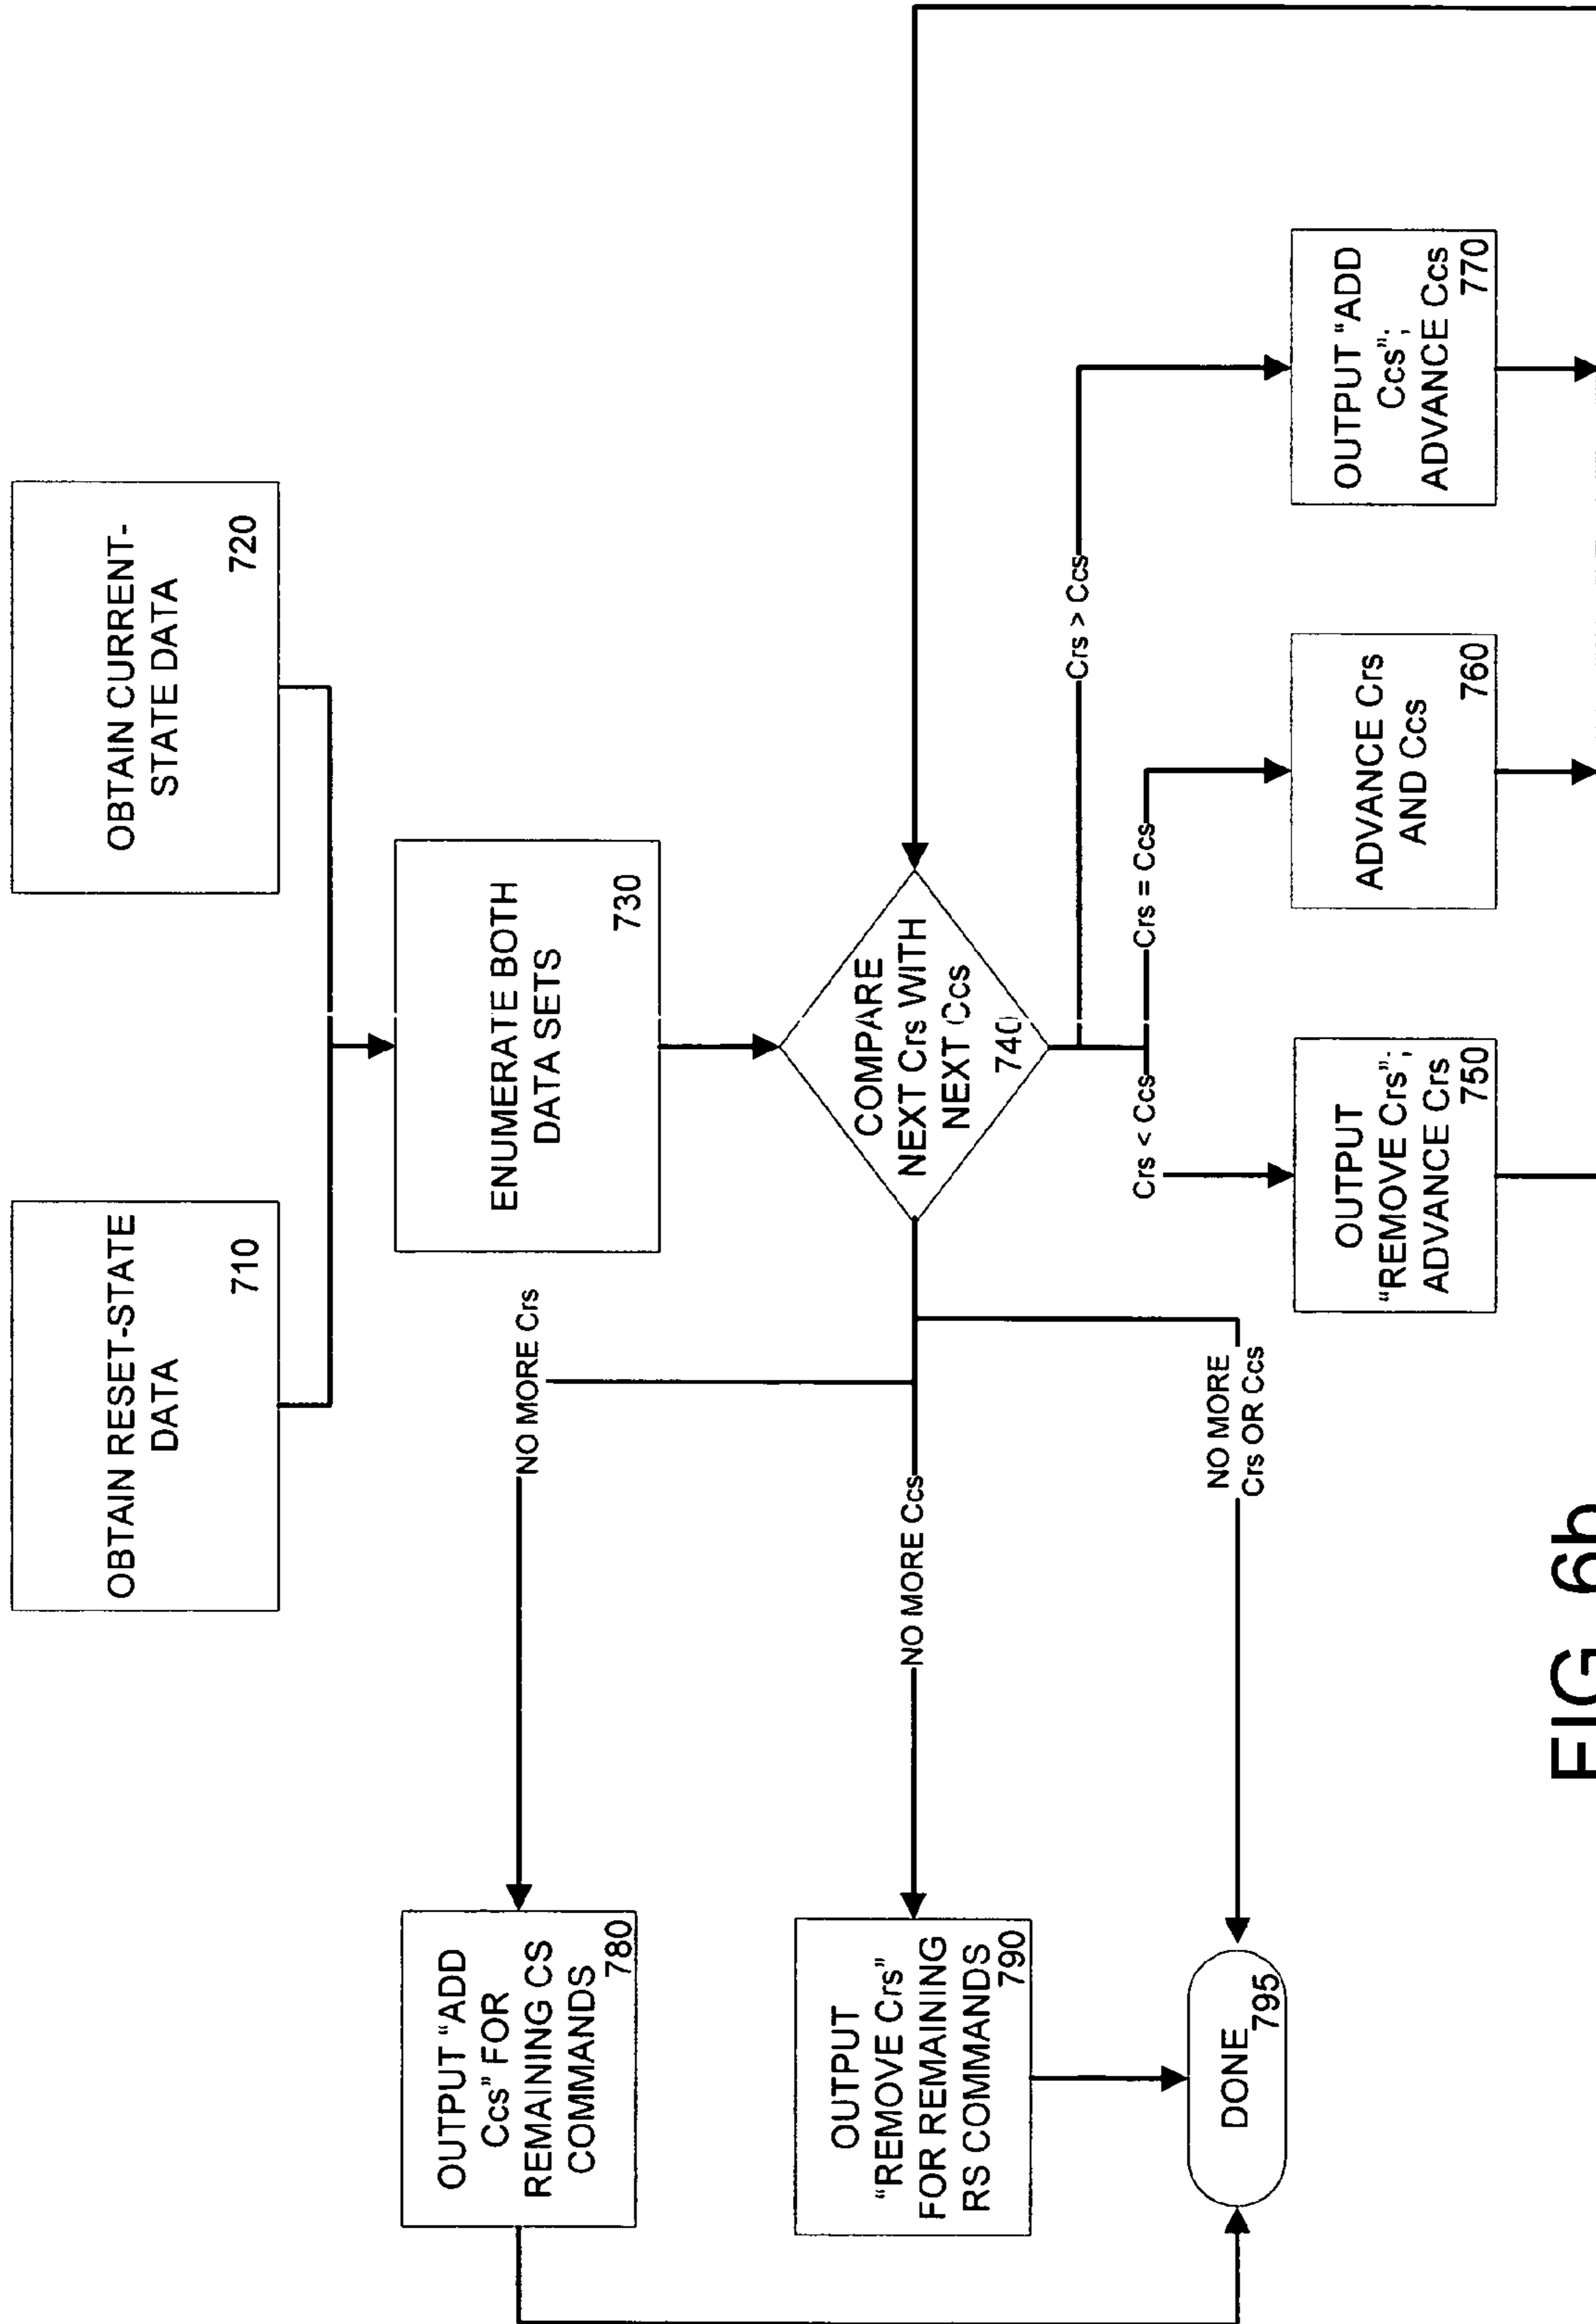 OBTAIN RESET-STATE
DATA
710
OBTAIN CURRENT-
STATE DATA
720
ENUMERATE BOTH
DATA SETS
730
COMPARE
NEXT Crs WITH
NEXT Ccs
740
NO MORE Crs
NO MORE Ccs
NO MORE
Crs OR Ccs
Crs < Ccs
Crs = Ccs
Crs > Ccs
OUTPUT
“REMOVE Crs”;
ADVANCE Crs
750
ADVANCE Crs
AND Ccs
760
OUTPUT “ADD
Ccs”;
ADVANCE Ccs
770
OUTPUT “ADD
Ccs” FOR
REMAINING CS
COMMANDS
780
OUTPUT
“REMOVE Crs”
FOR REMAINING
RS COMMANDS
790
DONE
795
FIG. 6b